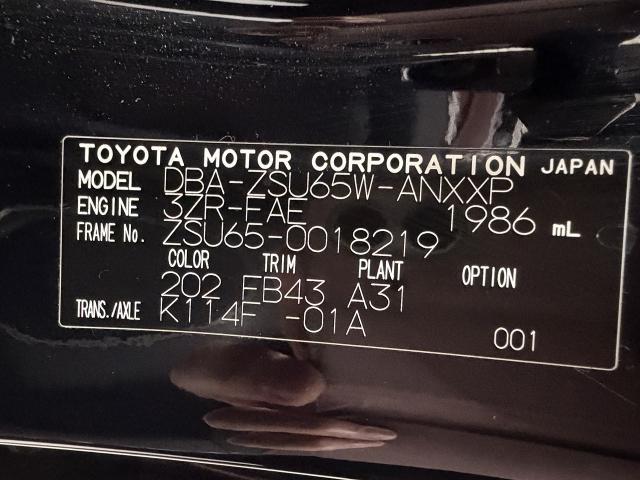 TOYOTA MOTOR CORPORATION JAPAN
MODEL DBA-ZSU65W-ANXXP
ENGINE 3ZR-FAE 1986 mL
FRAME No. ZSU65-0018219
COLOR TRIM PLANT OPTION
202 FB43 A31
TRANS./AXLE K114F -01A
001